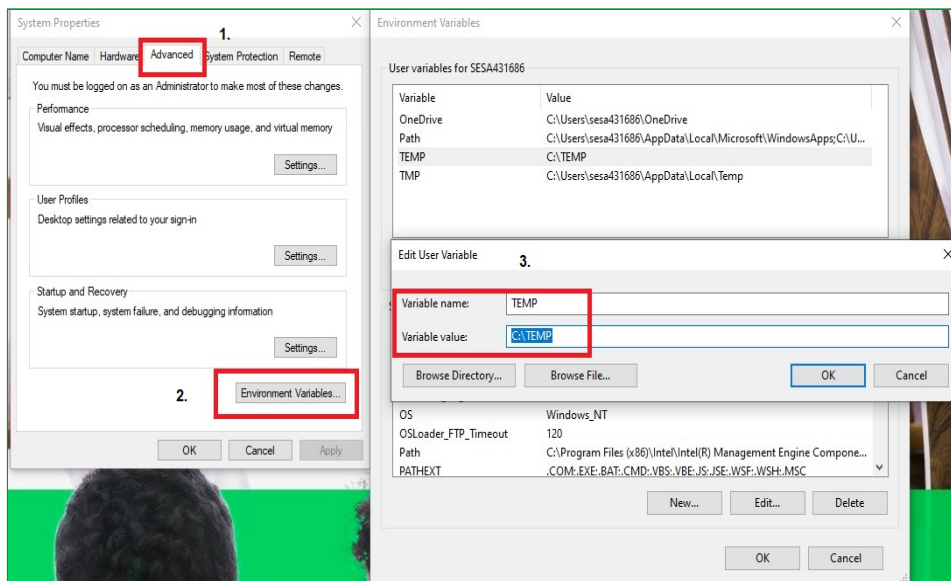 System Properties
1.
Computer Name Hardware Advanced System Protection Remote
You must be logged on as an Administrator to make most of these changes.
Performance
Visual effects, processor scheduling, memory usage, and virtual memory
Settings...
User Profiles
Desktop settings related to your sign-in
Settings...
Startup and Recovery
System startup, system failure, and debugging information
Settings...
2.
Environment Variables...
OK Cancel Apply
Environment Variables
User variables for SESA431686
Variable Value
OneDrive C:\Users\sesa431686\OneDrive
Path C:\Users\sesa431686\AppData\Local\Microsoft\WindowsApps;C:\U...
TEMP C:\TEMP
TMP C:\Users\sesa431686\AppData\Local\Temp
Edit User Variable
3.
Variable name: TEMP
Variable value: C:\TEMP
Browse Directory... Browse File... OK Cancel
OS Windows_NT
OSLoader_FTP_Timeout 120
Path C:\Program Files (x86)\Intel\Intel(R) Management Engine Compone...
PATHEXT .COM;.EXE;.BAT;.CMD;.VBS;.VBE;.JS;.JSE;.WSF;.WSH;.MSC
New... Edit... Delete
OK Cancel